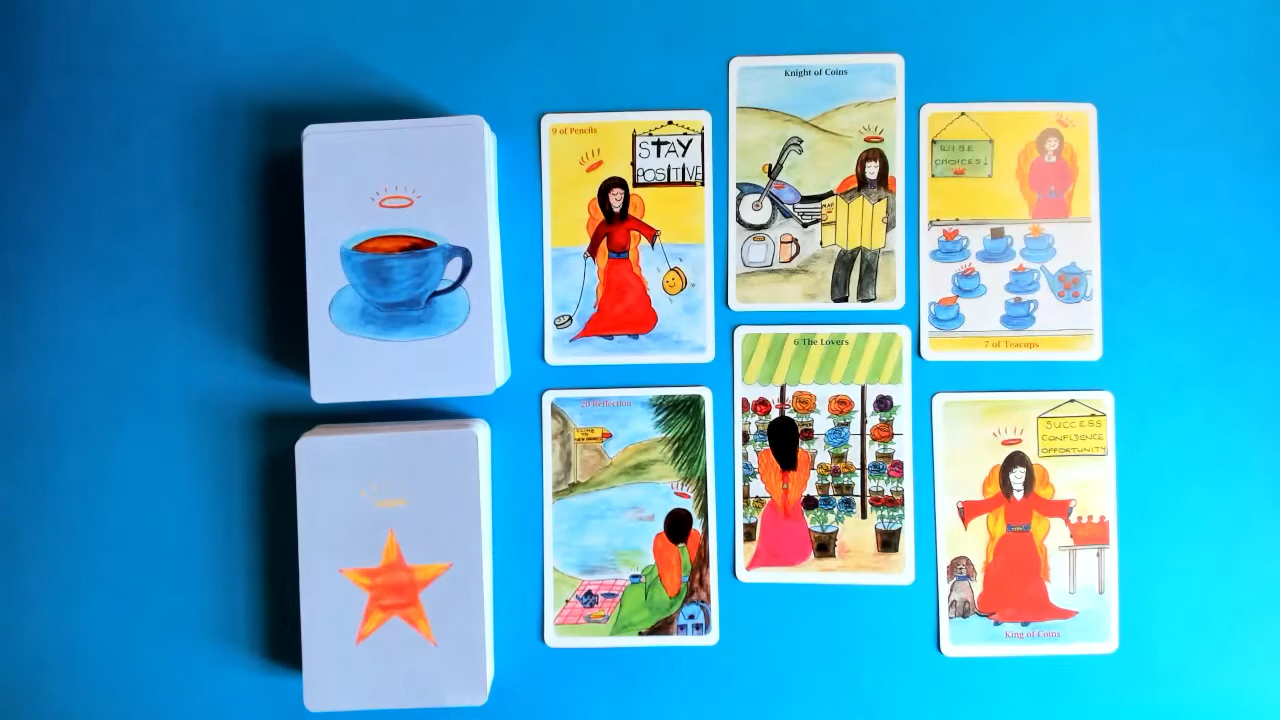 9 of Pencils
STAY
POSITIVE
Knight of Coins
MAP
WISE
CHOICES!
7 of Teacups
20 Reflection
6 The Lovers
SUCCESS
CONFIDENCE
OPPORTUNITY
King of Coins